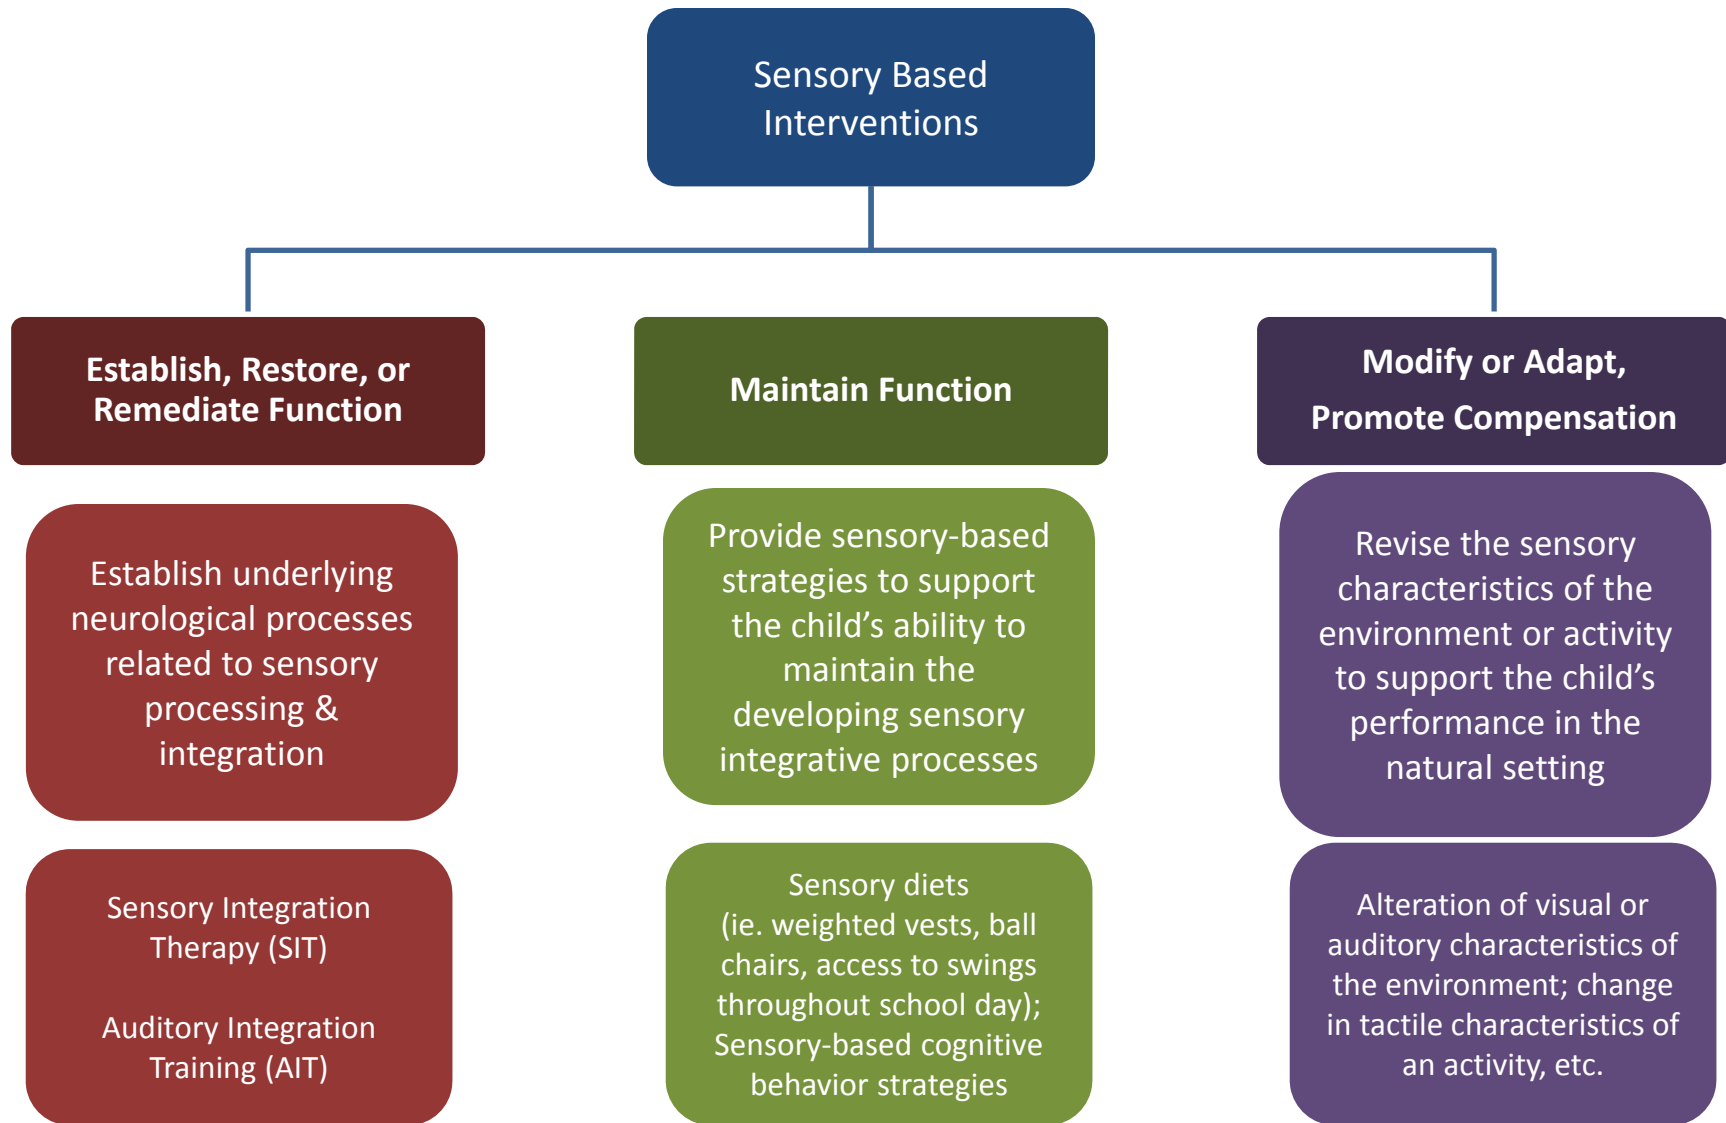 Sensory Based
Interventions
Establish, Restore, or
Remediate Function
Establish underlying
neurological processes
related to sensory
processing &
integration
Sensory Integration
Therapy (SIT)
Auditory Integration
Training (AIT)
Maintain Function
Provide sensory-based
strategies to support
the child’s ability to
maintain the
developing sensory
integrative processes
Sensory diets
(ie. weighted vests, ball
chairs, access to swings
throughout school day);
Sensory-based cognitive
behavior strategies
Modify or Adapt,
Promote Compensation
Revise the sensory
characteristics of the
environment or activity
to support the child’s
performance in the
natural setting
Alteration of visual or
auditory characteristics of
the environment; change
in tactile characteristics of
an activity, etc.